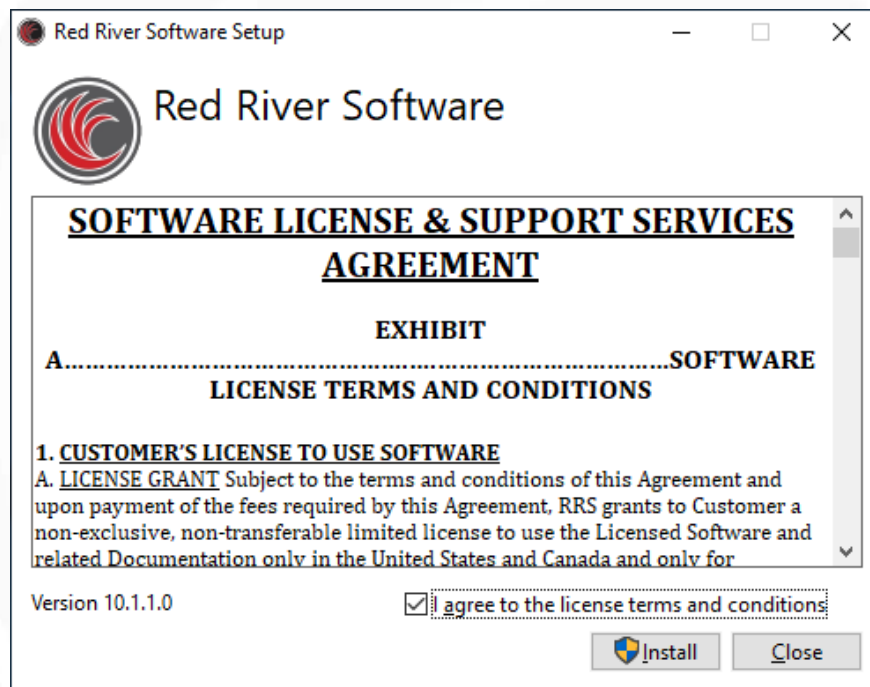 Red River Software Setup
Red River Software
SOFTWARE LICENSE & SUPPORT SERVICES
AGREEMENT
EXHIBIT
A……………………………………….…………………………….SOFTWARE
LICENSE TERMS AND CONDITIONS
1. CUSTOMER’S LICENSE TO USE SOFTWARE
A. LICENSE GRANT Subject to the terms and conditions of this Agreement and
upon payment of the fees required by this Agreement, RRS grants to Customer a
non-exclusive, non-transferable limited license to use the Licensed Software and
related Documentation only in the United States and Canada and only for
Version 10.1.1.0
I agree to the license terms and conditions
Install
Close